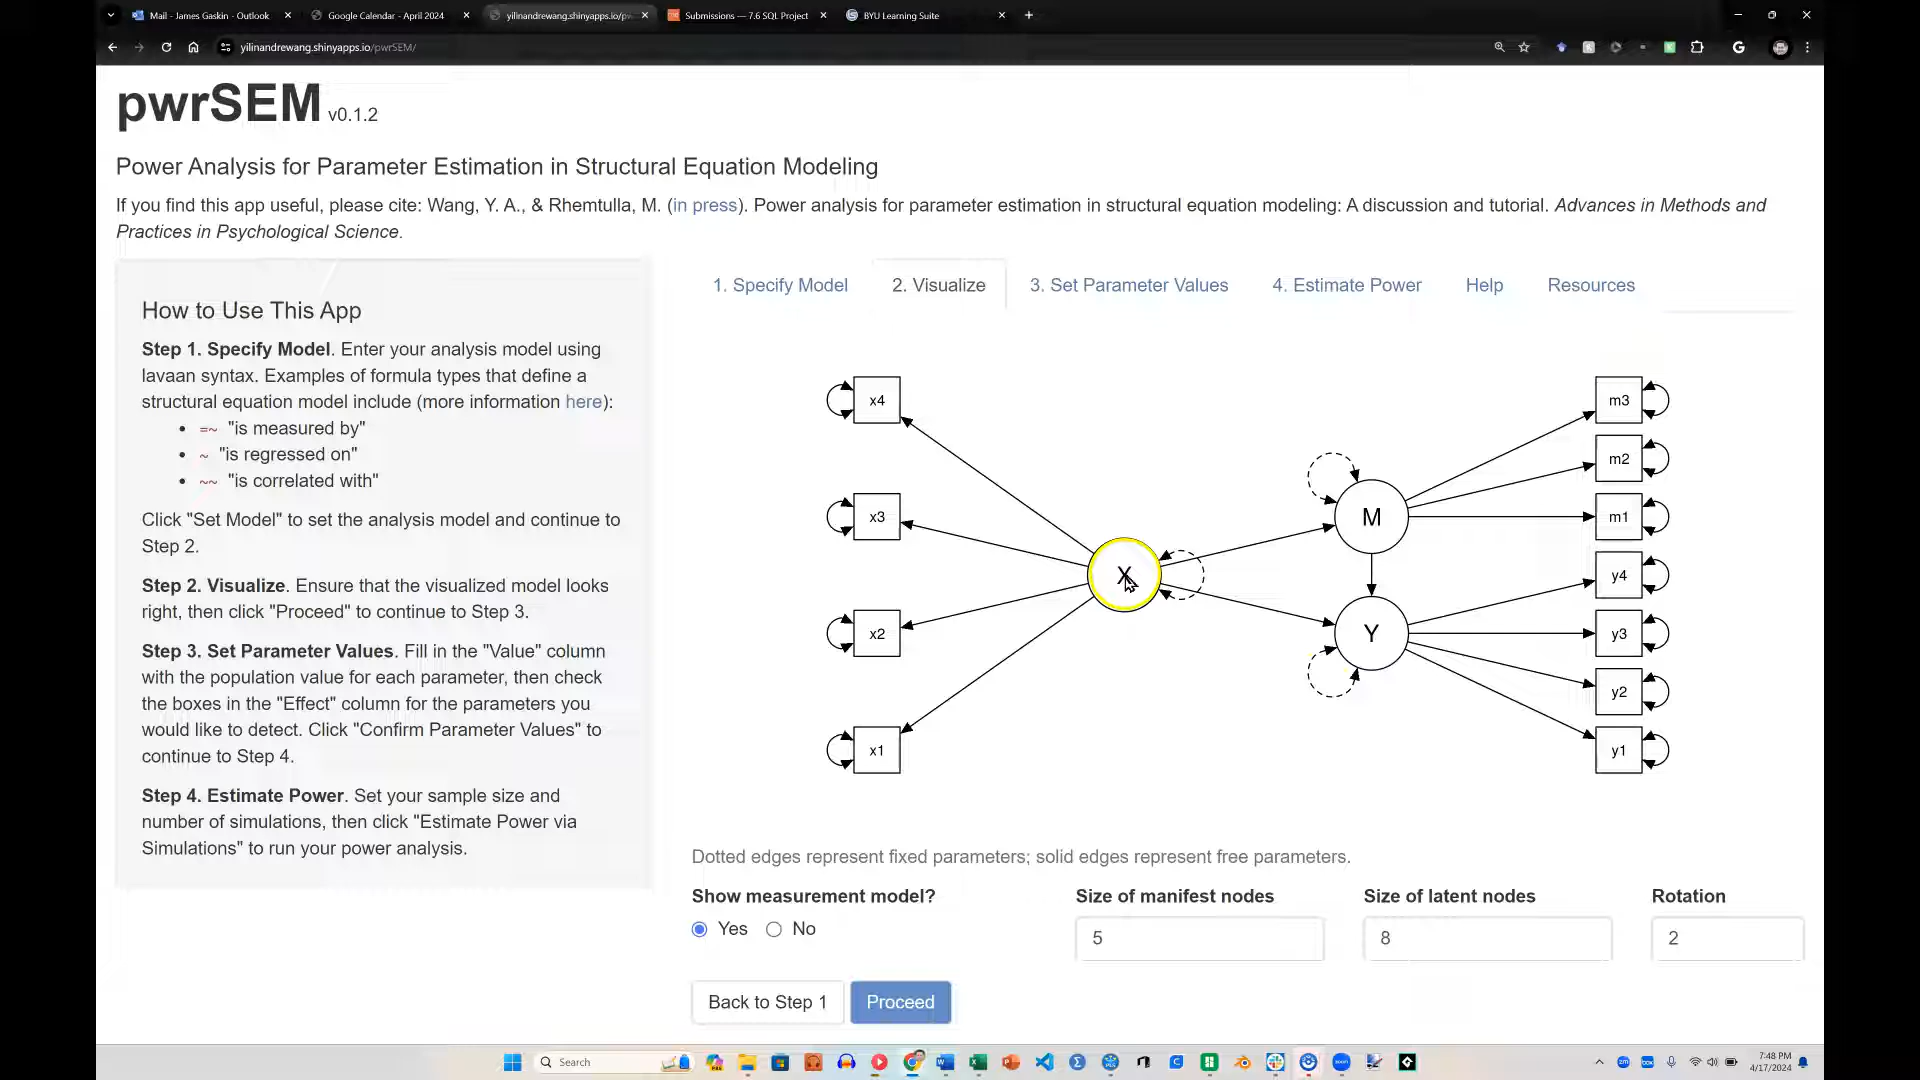 Mail - James Gaskin - Outlook
Google Calendar - April 2024
yilinandrewang.shinyapps.io/pw
Submissions — 7.6 SQL Project
BYU Learning Suite
yilinandrewang.shinyapps.io/pwrSEM/
pwrSEM v0.1.2
Power Analysis for Parameter Estimation in Structural Equation Modeling
If you find this app useful, please cite: Wang, Y. A., & Rhemtulla, M. (in press). Power analysis for parameter estimation in structural equation modeling: A discussion and tutorial. Advances in Methods and
Practices in Psychological Science.
How to Use This App
Step 1. Specify Model. Enter your analysis model using
lavaan syntax. Examples of formula types that define a
structural equation model include (more information here):
• =~ "is measured by"
• ~ "is regressed on"
• ~~ "is correlated with"
Click "Set Model" to set the analysis model and continue to
Step 2.
Step 2. Visualize. Ensure that the visualized model looks
right, then click "Proceed" to continue to Step 3.
Step 3. Set Parameter Values. Fill in the "Value" column
with the population value for each parameter, then check
the boxes in the "Effect" column for the parameters you
would like to detect. Click "Confirm Parameter Values" to
continue to Step 4.
Step 4. Estimate Power. Set your sample size and
number of simulations, then click "Estimate Power via
Simulations" to run your power analysis.
1. Specify Model
2. Visualize
3. Set Parameter Values
4. Estimate Power
Help
Resources
x4
x3
x2
x1
X
M
Y
m3
m2
m1
y4
y3
y2
y1
Dotted edges represent fixed parameters; solid edges represent free parameters.
Show measurement model?
Yes
No
Size of manifest nodes
5
Size of latent nodes
8
Rotation
2
Back to Step 1
Proceed
Search
7:48 PM
4/17/2024